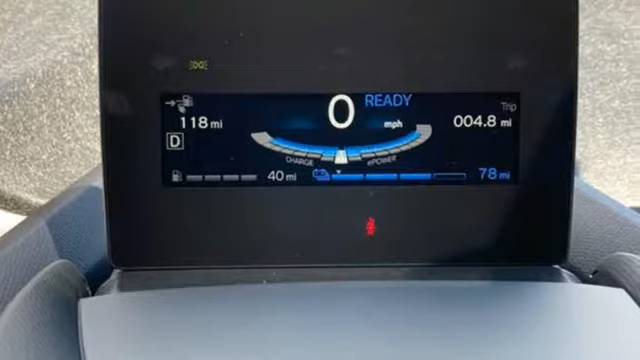 0 READY
Trip
118 mi
mph
004.8 mi
D
CHARGE
ePOWER
40 mi
78 mi